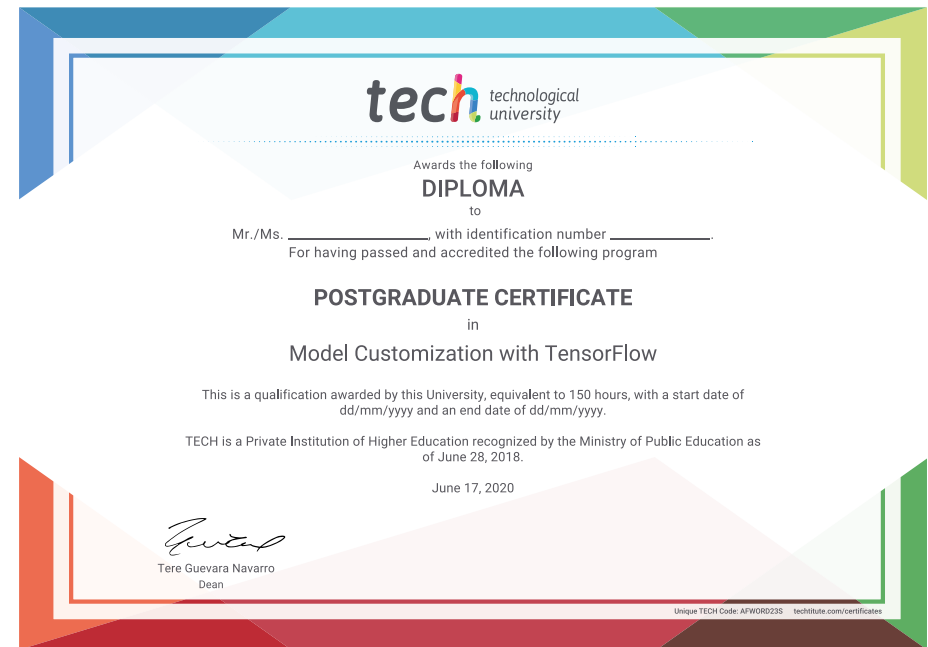 tech technological
university
Awards the following
DIPLOMA
to
Mr./Ms. ____________________, with identification number ______________.
For having passed and accredited the following program
POSTGRADUATE CERTIFICATE
in
Model Customization with TensorFlow
This is a qualification awarded by this University, equivalent to 150 hours, with a start date of
dd/mm/yyyy and an end date of dd/mm/yyyy.
TECH is a Private Institution of Higher Education recognized by the Ministry of Public Education as
of June 28, 2018.
June 17, 2020
Tere Guevara Navarro
Dean
Unique TECH Code: AFWORD23S techtitute.com/certificates